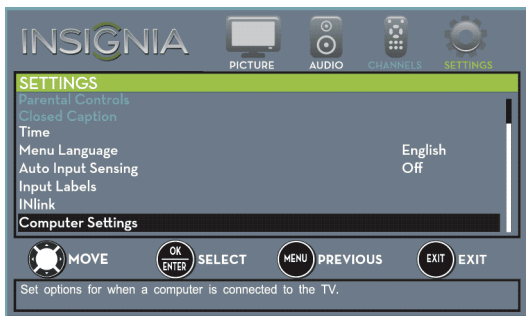 INSIGNIA
PICTURE AUDIO CHANNELS SETTINGS
SETTINGS
Parental Controls
Closed Caption
Time
Menu Language English
Auto Input Sensing Off
Input Labels
INlink
Computer Settings
MOVE OK ENTER SELECT MENU PREVIOUS EXIT EXIT
Set options for when a computer is connected to the TV.